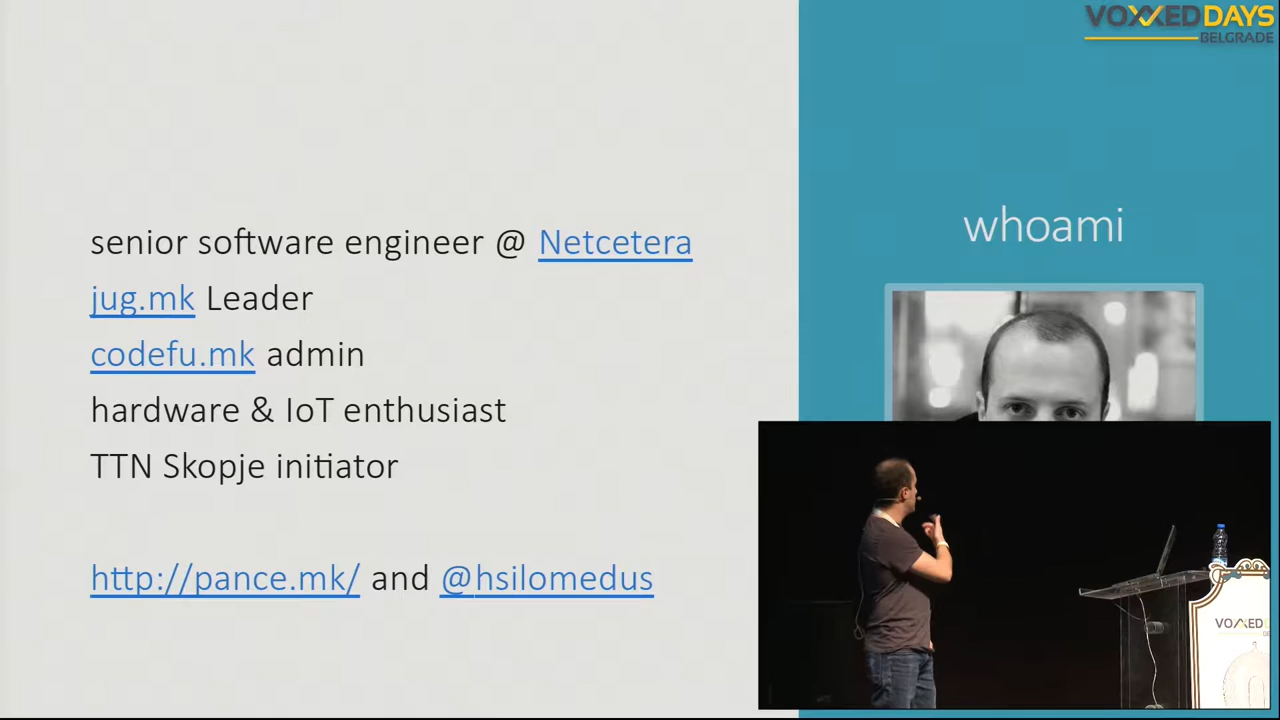 VOXXED DAYS
BELGRADE
whoami
senior software engineer @ Netcetera
jug.mk Leader
codefu.mk admin
hardware & IoT enthusiast
TTN Skopje initiator
http://pance.mk/ and @hsilomedus